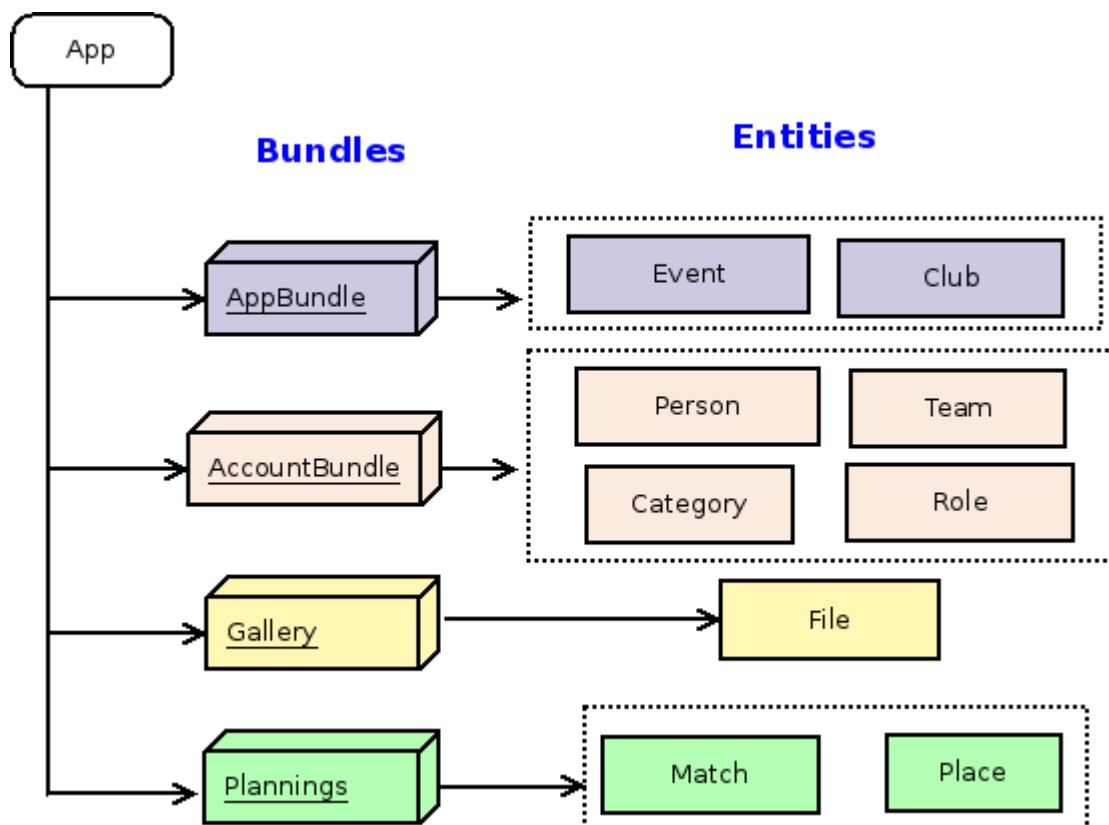 App
Bundles
Entities
AppBundle
Event
Club
AccountBundle
Person
Team
Category
Role
Gallery
File
Plannings
Match
Place